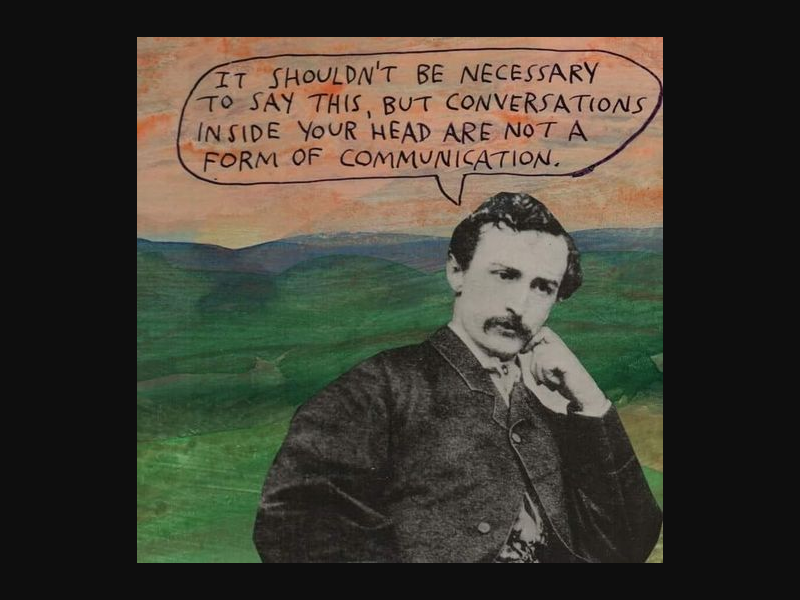 IT SHOULDN'T BE NECESSARY
TO SAY THIS, BUT CONVERSATIONS
INSIDE YOUR HEAD ARE NOT A
FORM OF COMMUNICATION.